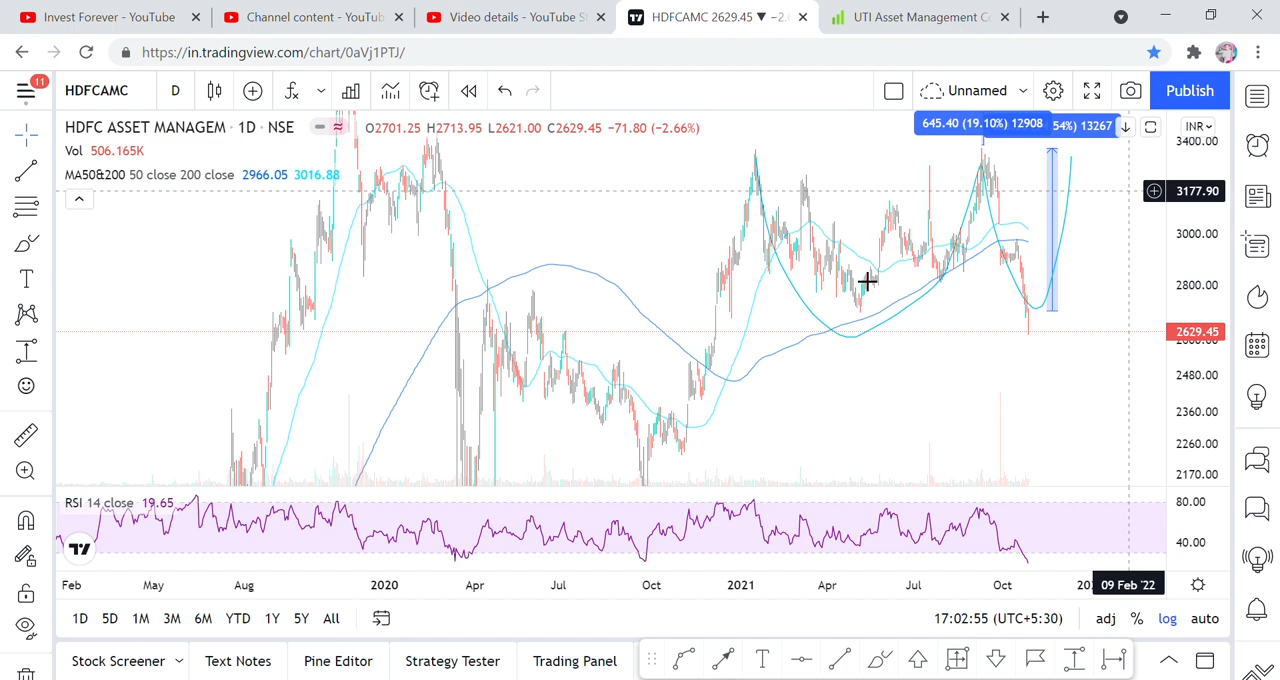 Invest Forever - YouTube
Channel content - YouTub
Video details - YouTube S
HDFCAMC 2629.45 ▼ −2.
UTI Asset Management C
https://in.tradingview.com/chart/0aVj1PTJ/
11
HDFCAMC
D
Unnamed
Publish
HDFC ASSET MANAGEM · 1D · NSE
O2701.25 H2713.95 L2621.00 C2629.45 −71.80 (−2.66%)
645.40 (19.10%) 12908
54%) 13267
INR
Vol 506.165K
MA50&200 50 close 200 close 2966.05 3016.88
3400.00
3177.90
3000.00
2800.00
2629.45
2480.00
2360.00
2260.00
2170.00
RSI 14 close 19.65
80.00
40.00
Feb May Aug 2020 Apr Jul Oct 2021 Apr Jul Oct
09 Feb '22
1D 5D 1M 3M 6M YTD 1Y 5Y All
17:02:55 (UTC+5:30)
adj % log auto
Stock Screener
Text Notes
Pine Editor
Strategy Tester
Trading Panel